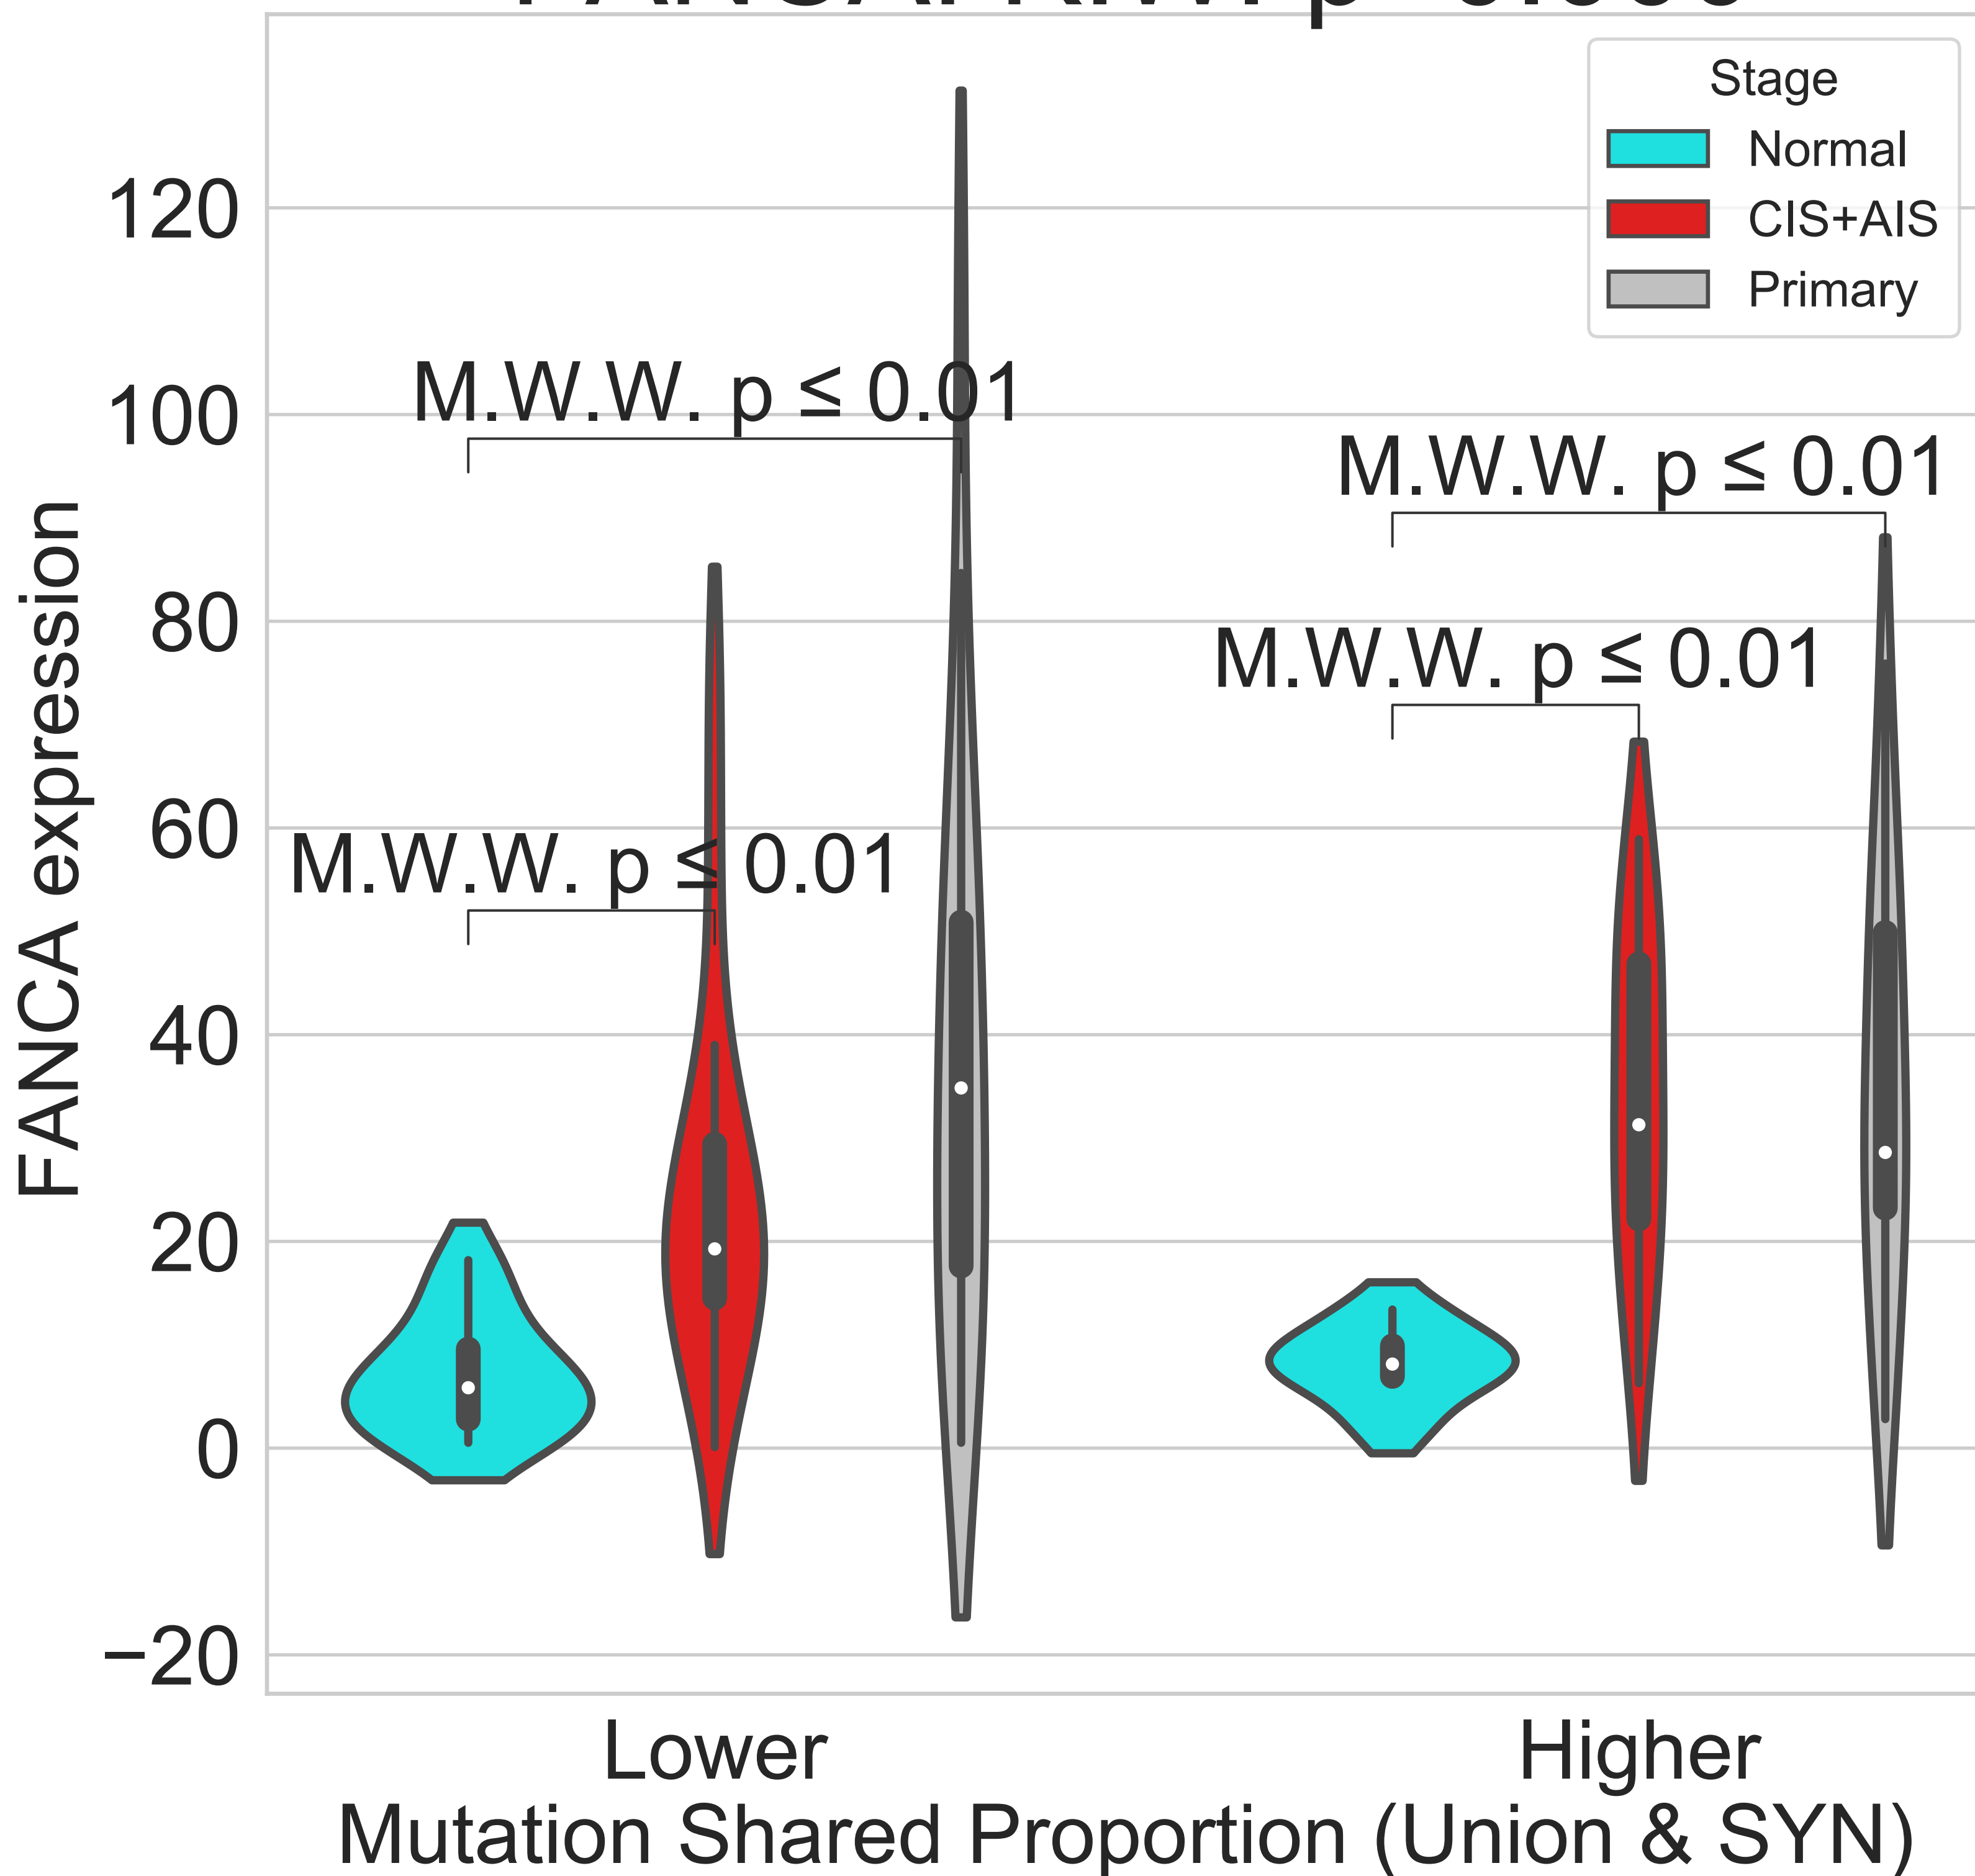 Stage
Normal
CIS+AIS
Primary
120
100
80
60
40
20
0
−20
FANCA expression
M.W.W. p ≤ 0.01
M.W.W. p ≤ 0.01
M.W.W. p ≤ 0.01
M.W.W. p ≤ 0.01
Lower
Higher
Mutation Shared Proportion (Union & SYN)